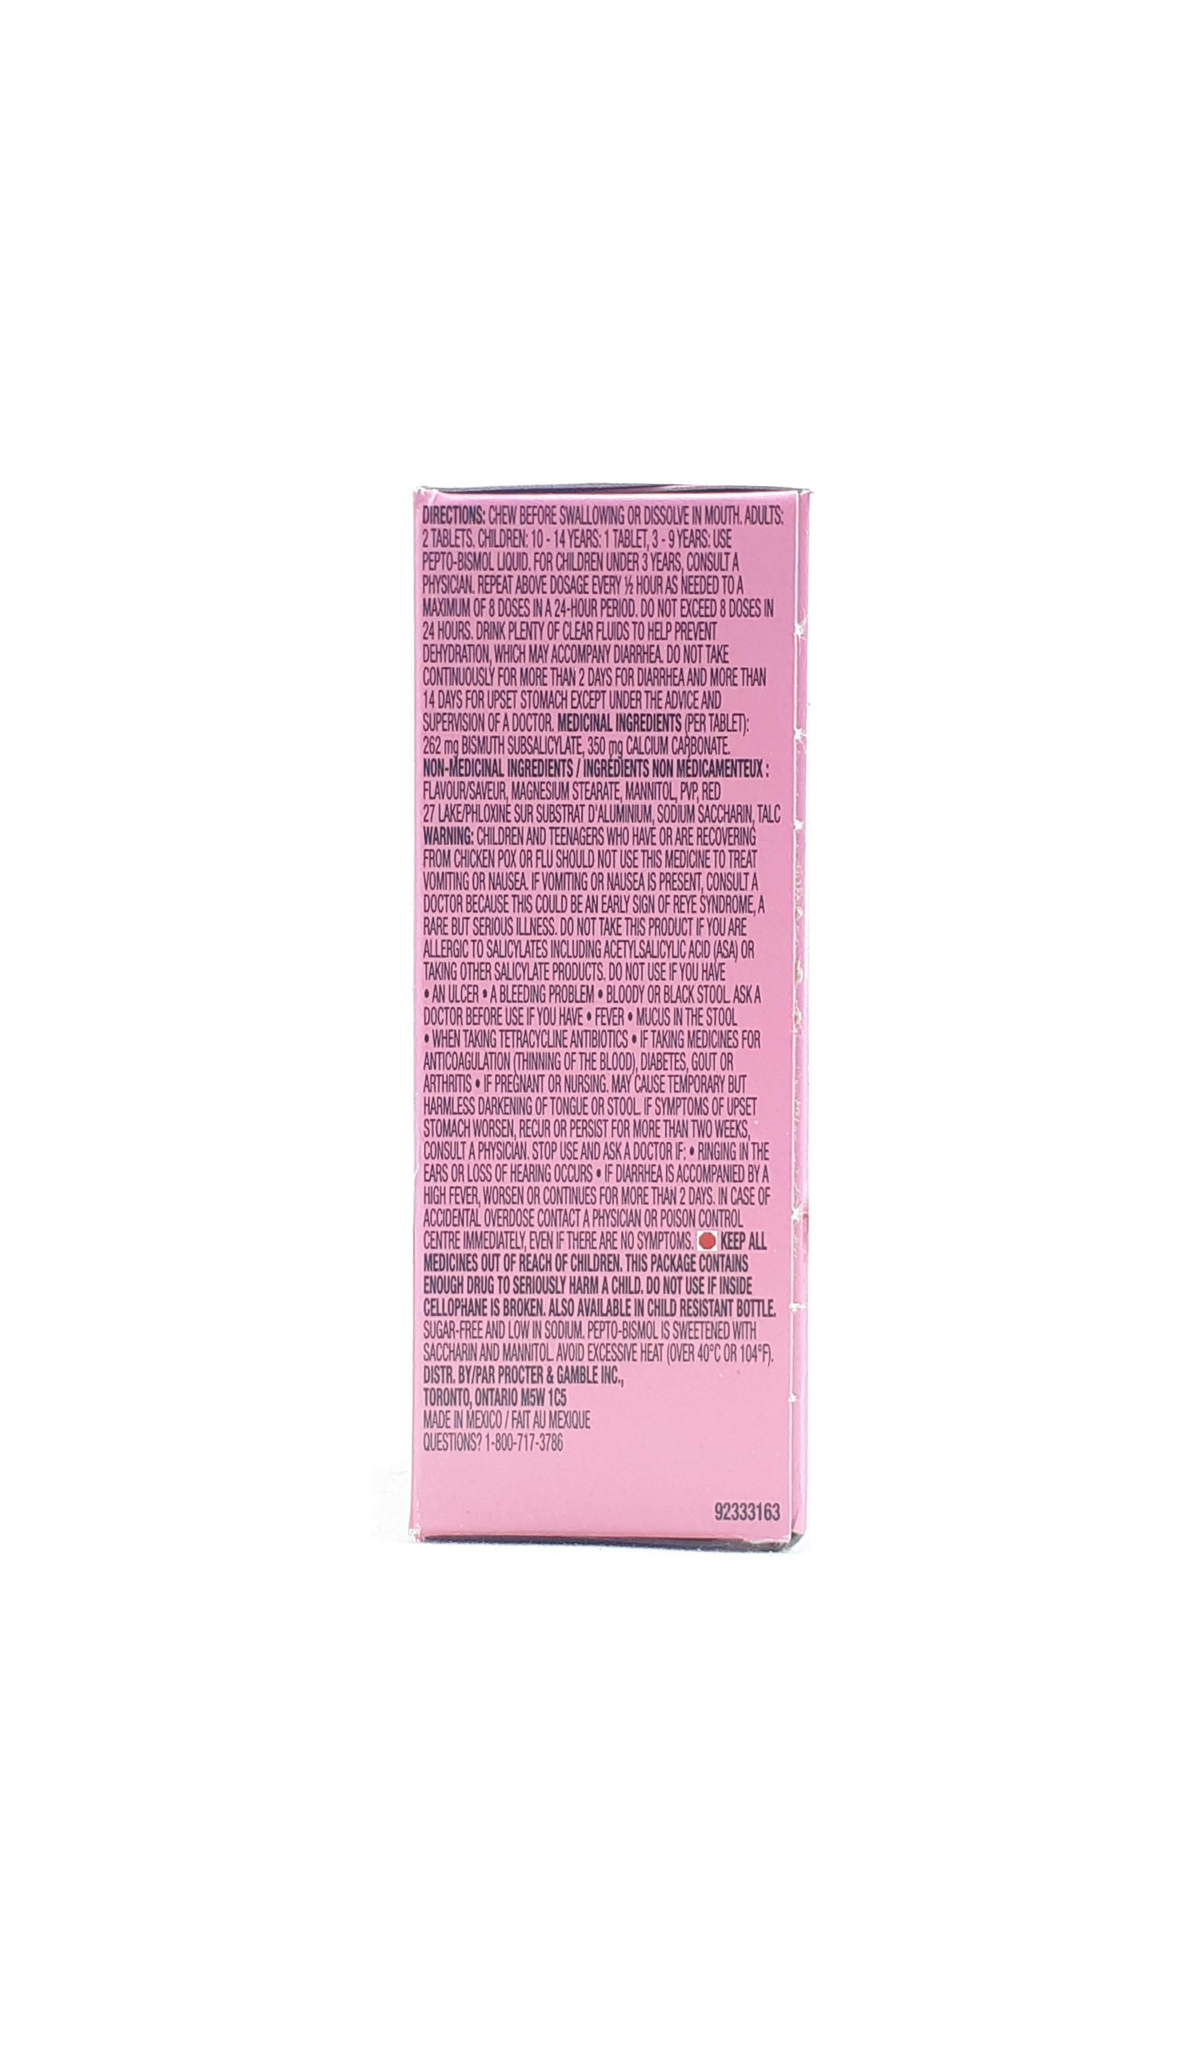 DIRECTIONS: CHEW BEFORE SWALLOWING OR DISSOLVE IN MOUTH. ADULTS:
2 TABLETS. CHILDREN: 10 - 14 YEARS: 1 TABLET, 3 - 9 YEARS: USE
PEPTO-BISMOL LIQUID. FOR CHILDREN UNDER 3 YEARS, CONSULT A
PHYSICIAN. REPEAT ABOVE DOSAGE EVERY ½ HOUR AS NEEDED TO A
MAXIMUM OF 8 DOSES IN A 24-HOUR PERIOD. DO NOT EXCEED 8 DOSES IN
24 HOURS. DRINK PLENTY OF CLEAR FLUIDS TO HELP PREVENT
DEHYDRATION, WHICH MAY ACCOMPANY DIARRHEA. DO NOT TAKE
CONTINUOUSLY FOR MORE THAN 2 DAYS FOR DIARRHEA AND MORE THAN
14 DAYS FOR UPSET STOMACH EXCEPT UNDER THE ADVICE AND
SUPERVISION OF A DOCTOR. MEDICINAL INGREDIENTS (PER TABLET):
262 mg BISMUTH SUBSALICYLATE, 350 mg CALCIUM CARBONATE.
NON-MEDICINAL INGREDIENTS / INGRÉDIENTS NON MÉDICAMENTEUX :
FLAVOUR/SAVEUR, MAGNESIUM STEARATE, MANNITOL, PVP, RED
27 LAKE/PHLOXINE SUR SUBSTRAT D'ALUMINIUM, SODIUM SACCHARIN, TALC
WARNING: CHILDREN AND TEENAGERS WHO HAVE OR ARE RECOVERING
FROM CHICKEN POX OR FLU SHOULD NOT USE THIS MEDICINE TO TREAT
VOMITING OR NAUSEA. IF VOMITING OR NAUSEA IS PRESENT, CONSULT A
DOCTOR BECAUSE THIS COULD BE AN EARLY SIGN OF REYE SYNDROME, A
RARE BUT SERIOUS ILLNESS. DO NOT TAKE THIS PRODUCT IF YOU ARE
ALLERGIC TO SALICYLATES INCLUDING ACETYLSALICYLIC ACID (ASA) OR
TAKING OTHER SALICYLATE PRODUCTS. DO NOT USE IF YOU HAVE
• AN ULCER • A BLEEDING PROBLEM • BLOODY OR BLACK STOOL. ASK A
DOCTOR BEFORE USE IF YOU HAVE • FEVER • MUCUS IN THE STOOL
• WHEN TAKING TETRACYCLINE ANTIBIOTICS • IF TAKING MEDICINES FOR
ANTICOAGULATION (THINNING OF THE BLOOD), DIABETES, GOUT OR
ARTHRITIS • IF PREGNANT OR NURSING. MAY CAUSE TEMPORARY BUT
HARMLESS DARKENING OF TONGUE OR STOOL. IF SYMPTOMS OF UPSET
STOMACH WORSEN, RECUR OR PERSIST FOR MORE THAN TWO WEEKS,
CONSULT A PHYSICIAN. STOP USE AND ASK A DOCTOR IF: • RINGING IN THE
EARS OR LOSS OF HEARING OCCURS • IF DIARRHEA IS ACCOMPANIED BY A
HIGH FEVER, WORSEN OR CONTINUES FOR MORE THAN 2 DAYS. IN CASE OF
ACCIDENTAL OVERDOSE CONTACT A PHYSICIAN OR POISON CONTROL
CENTRE IMMEDIATELY, EVEN IF THERE ARE NO SYMPTOMS. KEEP ALL
MEDICINES OUT OF REACH OF CHILDREN. THIS PACKAGE CONTAINS
ENOUGH DRUG TO SERIOUSLY HARM A CHILD. DO NOT USE IF INSIDE
CELLOPHANE IS BROKEN. ALSO AVAILABLE IN CHILD RESISTANT BOTTLE.
SUGAR-FREE AND LOW IN SODIUM. PEPTO-BISMOL IS SWEETENED WITH
SACCHARIN AND MANNITOL. AVOID EXCESSIVE HEAT (OVER 40°C OR 104°F).
DISTR. BY/PAR PROCTER & GAMBLE INC.,
TORONTO, ONTARIO M5W 1C5
MADE IN MEXICO / FAIT AU MEXIQUE
QUESTIONS? 1-800-717-3786
92333163